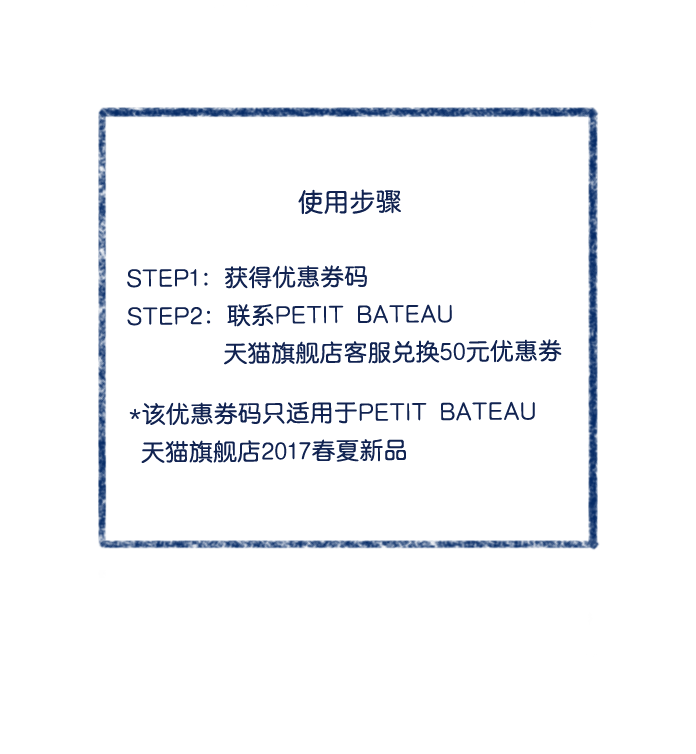 使用步骤
STEP1：获得优惠券码
STEP2：联系PETIT BATEAU
天猫旗舰店客服兑换50元优惠券
*该优惠券码只适用于PETIT BATEAU
天猫旗舰店2017春夏新品